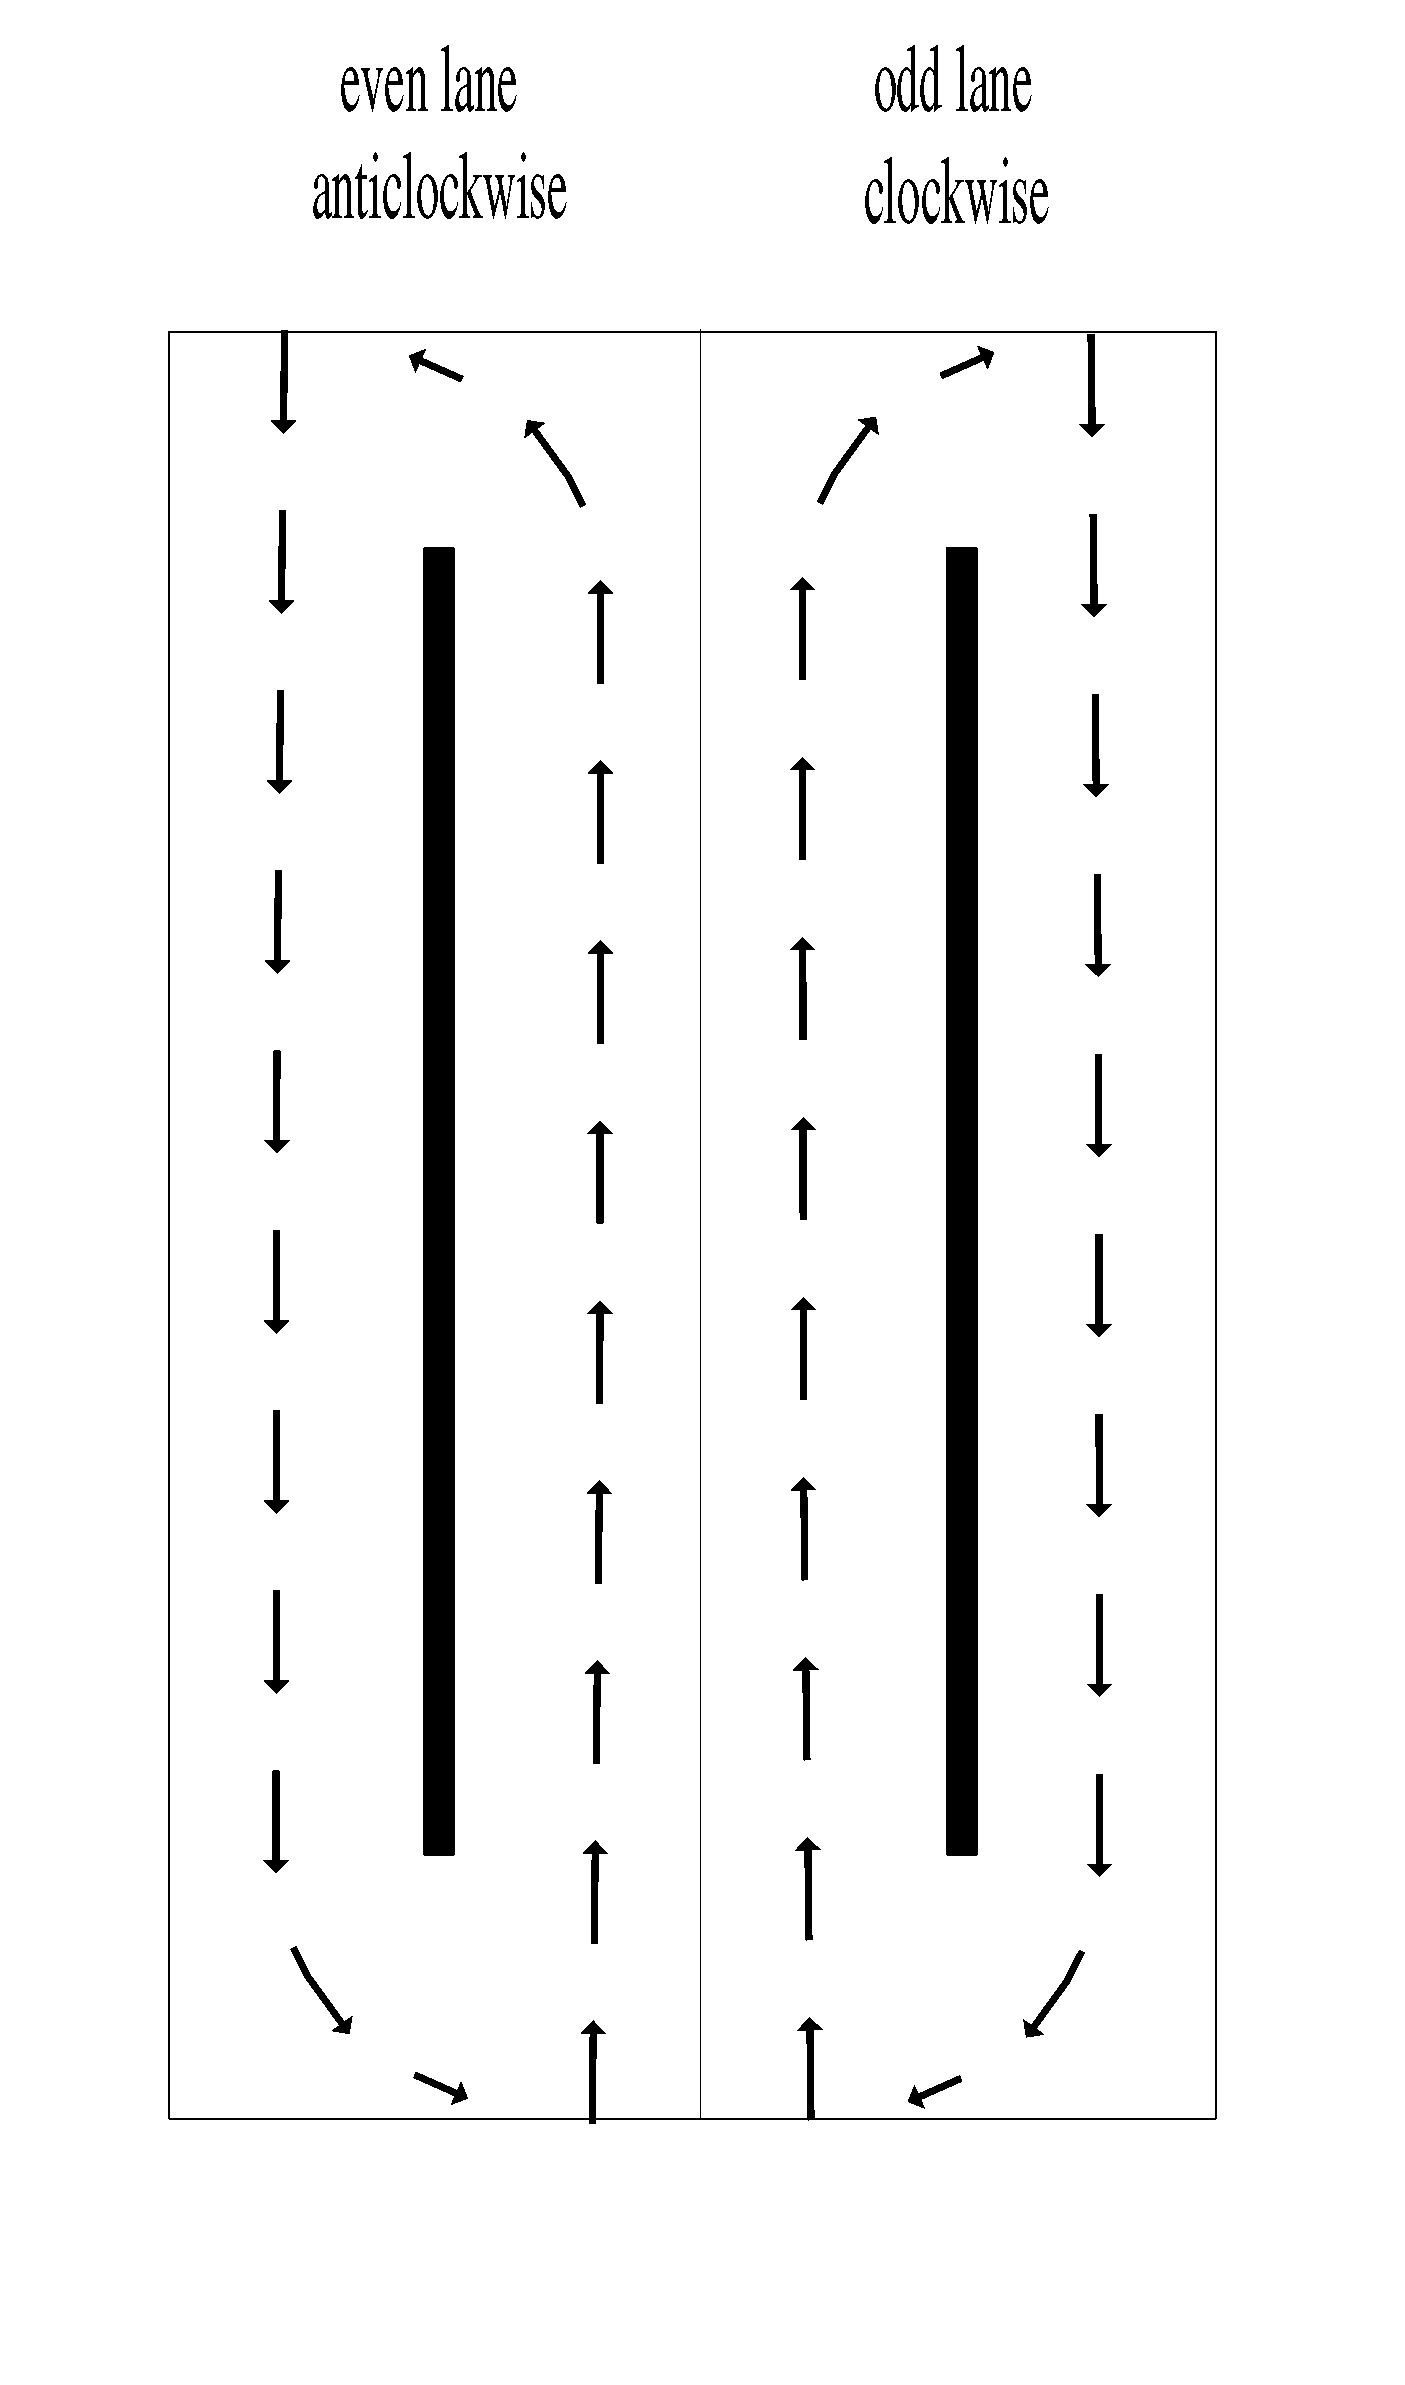 even lane
anticlockwise
odd lane
clockwise